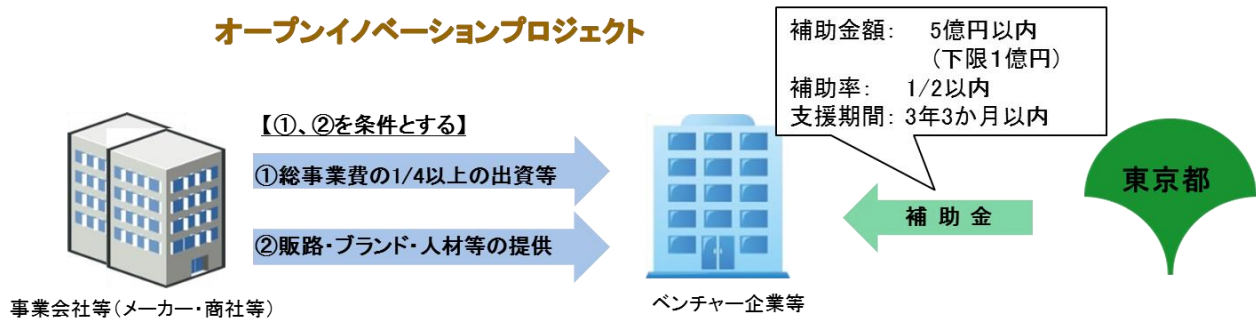 オープンイノベーションプロジェクト
補助金額： 5億円以内
（下限１億円）
補助率： 1/2以内
支援期間：3年3か月以内
【①、②を条件とする】
①総事業費の1/4以上の出資等
②販路・ブランド・人材等の提供
補 助 金
東京都
事業会社等（メーカー・商社等）
ベンチャー企業等